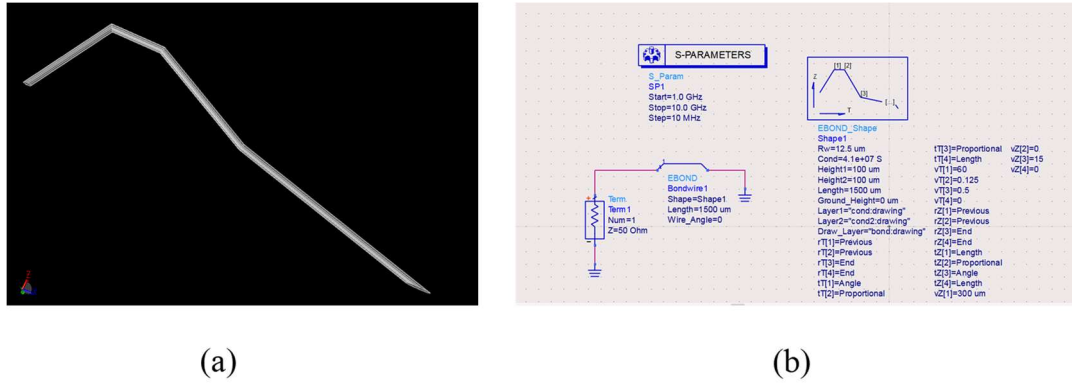 S-PARAMETERS
S_Param
SP1
Start=1.0 GHz
Stop=10.0 GHz
Step=10 MHz
[1] [2]
Z
[3]
T
EBOND_Shape
Shape1
Rw=12.5 um
Cond=4.1e+07 S
Height1=100 um
Height2=100 um
Length=1500 um
Ground_Height=0 um
Layer1="cond:drawing"
Layer2="cond2:drawing"
Draw_Layer="bond:drawing"
rT[1]=Previous
rT[2]=Previous
rT[3]=End
rT[4]=End
tT[1]=Angle
tT[2]=Proportional
tT[3]=Proportional
tT[4]=Length
vT[1]=60
vT[2]=0.125
vT[3]=0.5
vT[4]=0
rZ[1]=Previous
rZ[2]=Previous
rZ[3]=End
rZ[4]=End
tZ[1]=Length
tZ[2]=Proportional
tZ[3]=Angle
tZ[4]=Length
vZ[1]=300 um
vZ[2]=0
vZ[3]=15
vZ[4]=0
EBOND
Bondwire1
Shape=Shape1
Length=1500 um
Wire_Angle=0
Term
Term1
Num=1
Z=50 Ohm
(a)
(b)